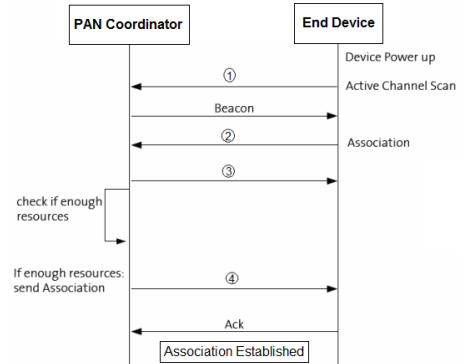 PAN Coordinator
End Device
Device Power up
①
Active Channel Scan
Beacon
②
Association
③
check if enough
resources
If enough resources:
send Association
④
Ack
Association Established